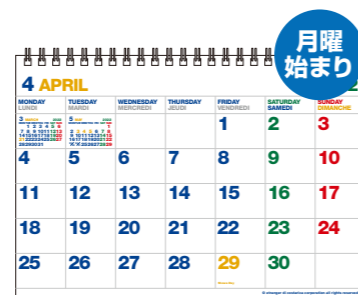 月曜
始まり
4 APRIL
MONDAY TUESDAY WEDNESDAY THURSDAY FRIDAY SATURDAY SUNDAY
LUNDI MARDI MERCREDI JEUDI VENDREDI SAMEDI DIMANCHE
1 2 3
4 5 6 7 8 9 10
11 12 13 14 15 16 17
18 19 20 21 22 23 24
25 26 27 28 29 30